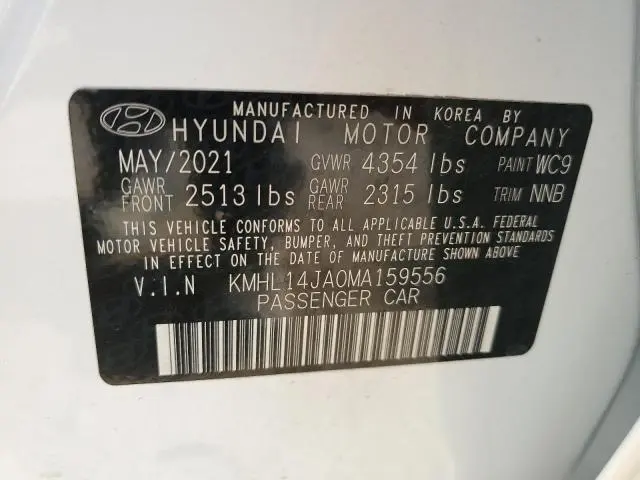 MANUFACTURED IN KOREA BY
HYUNDAI MOTOR COMPANY
MAY/2021 GVWR 4354 lbs PAINT WC9
GAWR FRONT 2513 lbs GAWR REAR 2315 lbs TRIM NNB
THIS VEHICLE CONFORMS TO ALL APPLICABLE U.S.A. FEDERAL
MOTOR VEHICLE SAFETY, BUMPER, AND THEFT PREVENTION STANDARDS
IN EFFECT ON THE DATE OF MANUFACTURE SHOWN ABOVE
V.I.N KMHL14JA0MA159556
PASSENGER CAR